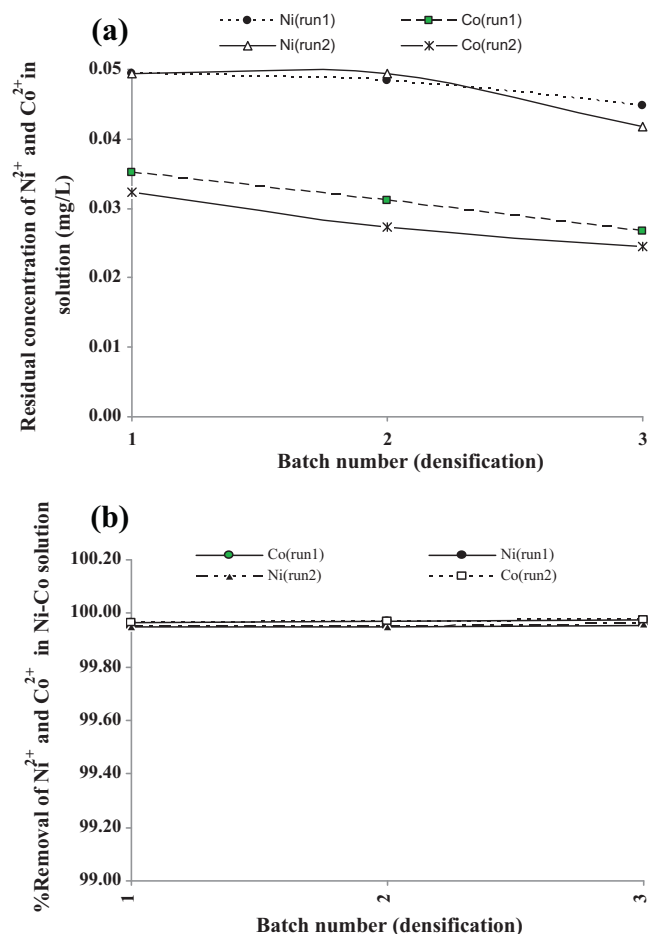 (a)
Ni(run1) Co(run1)
Ni(run2) Co(run2)
Residual concentration of Ni2+ and Co2+ in
solution (mg/L)
0.05
0.04
0.03
0.02
0.01
0.00
1 2 3
Batch number (densification)
(b)
Co(run1) Ni(run1)
Ni(run2) Co(run2)
%Removal of Ni2+ and Co2+ in Ni-Co solution
100.20
100.00
99.80
99.60
99.40
99.20
99.00
1 2 3
Batch number (densification)